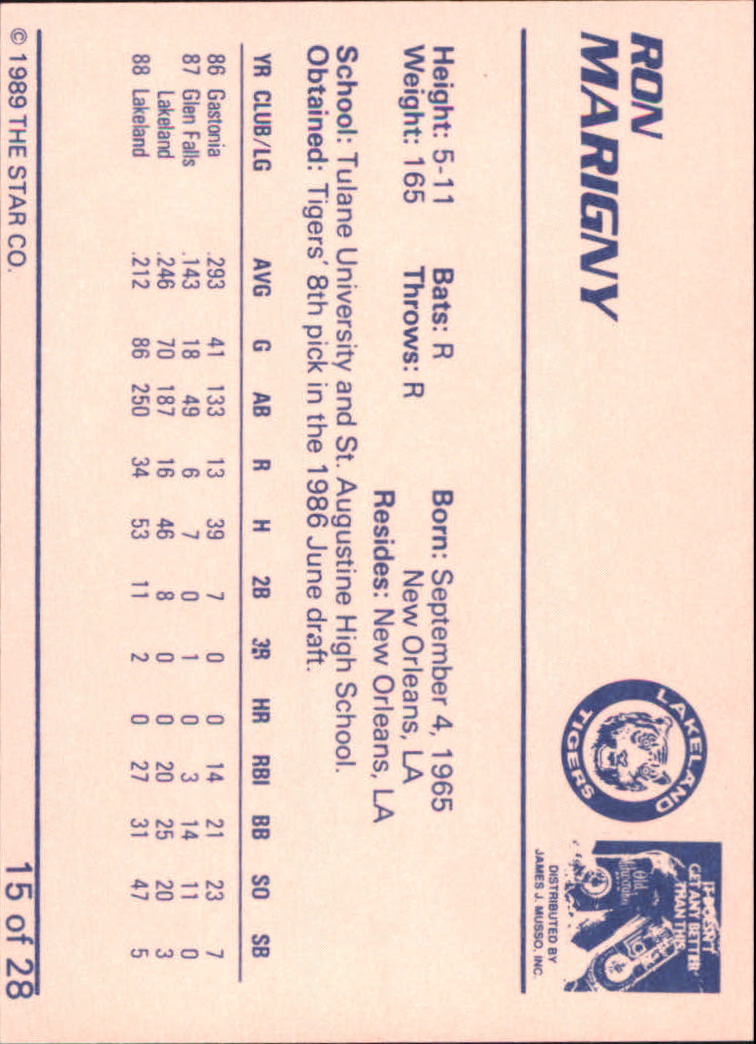 RON
MARIGNY
LAKELAND
TIGERS
IT DOESN'T
GET ANY BETTER
THAN THIS.
Old Milwaukee
DISTRIBUTED BY
JAMES J. MUSSO, INC.
Height: 5-11 Bats: R Born: September 4, 1965
Weight: 165 Throws: R New Orleans, LA
Resides: New Orleans, LA
School: Tulane University and St. Augustine High School.
Obtained: Tigers' 8th pick in the 1986 June draft.
YR CLUB/LG AVG G AB R H 2B 3B HR RBI BB SO SB
86 Gastonia .293 41 133 13 39 7 0 0 14 21 23 7
87 Glen Falls .143 18 49 6 7 0 1 0 3 14 11 0
Lakeland .246 70 187 16 46 8 0 0 20 25 20 3
88 Lakeland .212 86 250 34 53 11 2 0 27 31 47 5
© 1989 THE STAR CO. 15 of 28